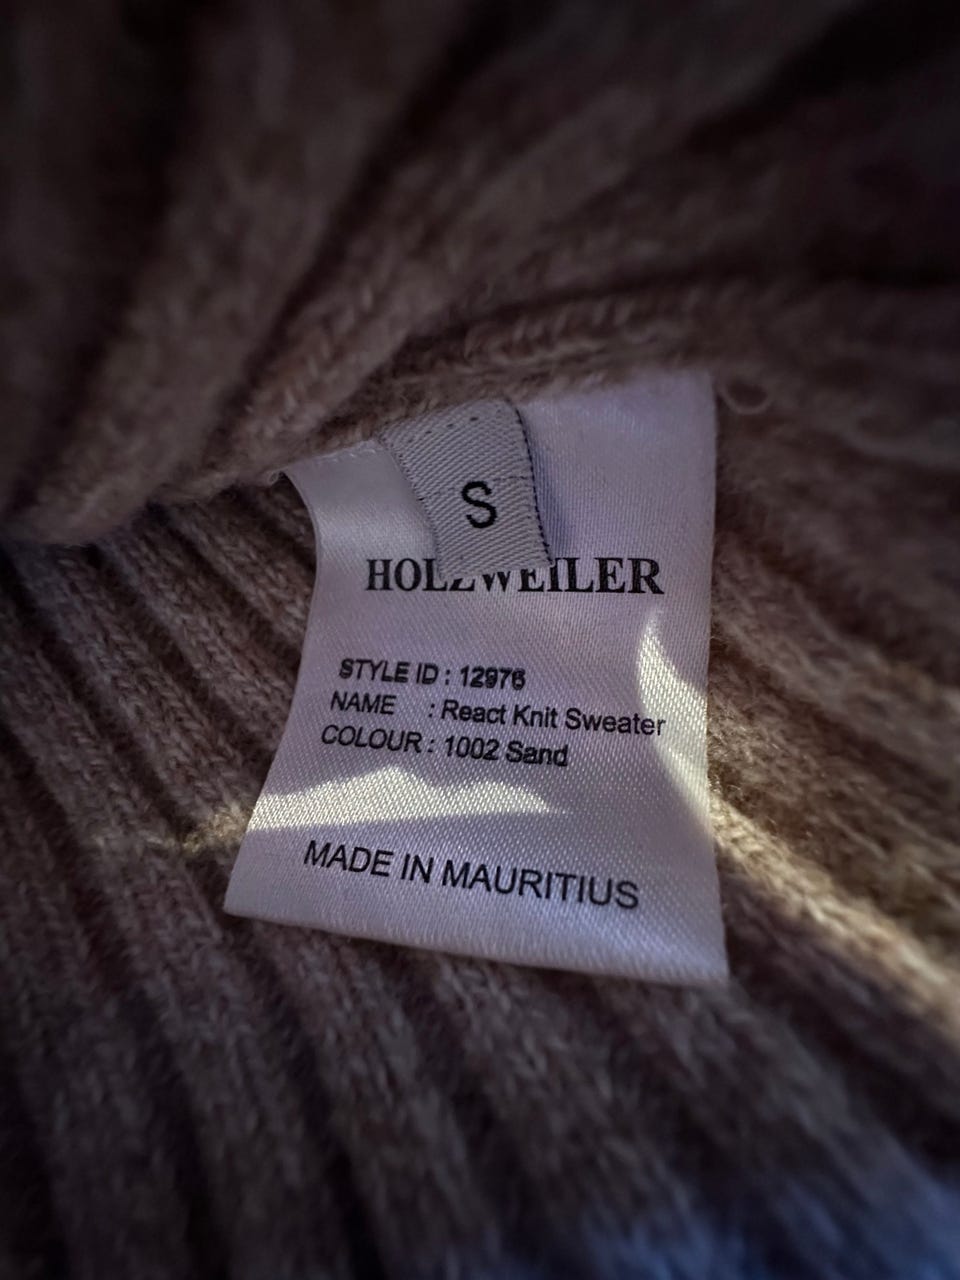 S
HOLZWEILER
STYLE ID : 12976
NAME : React Knit Sweater
COLOUR : 1002 Sand
MADE IN MAURITIUS